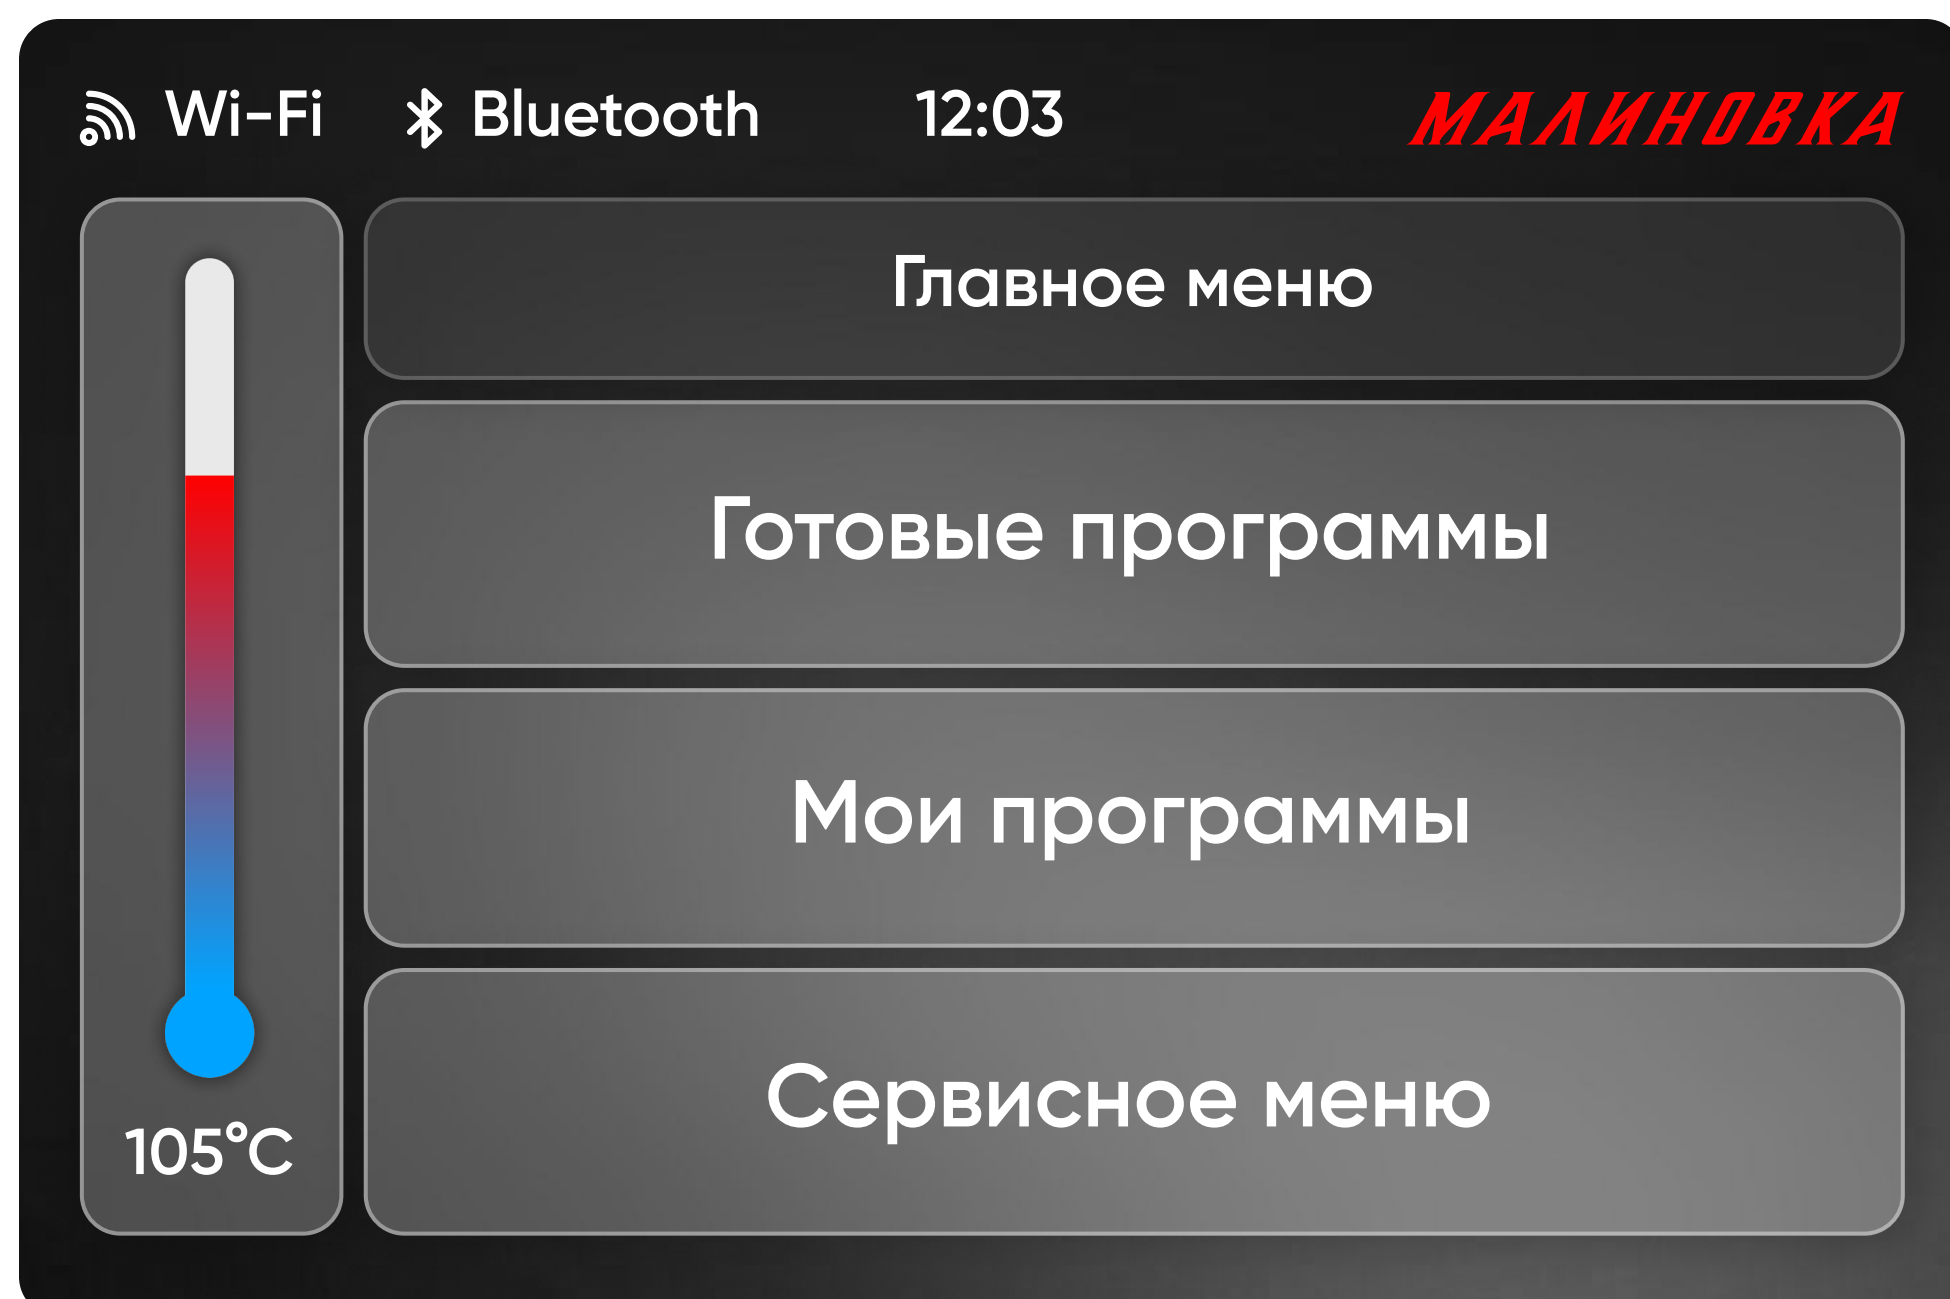 Wi-Fi Bluetooth 12:03 МАЛИНОВКА
Главное меню
Готовые программы
Мои программы
Сервисное меню
105°C